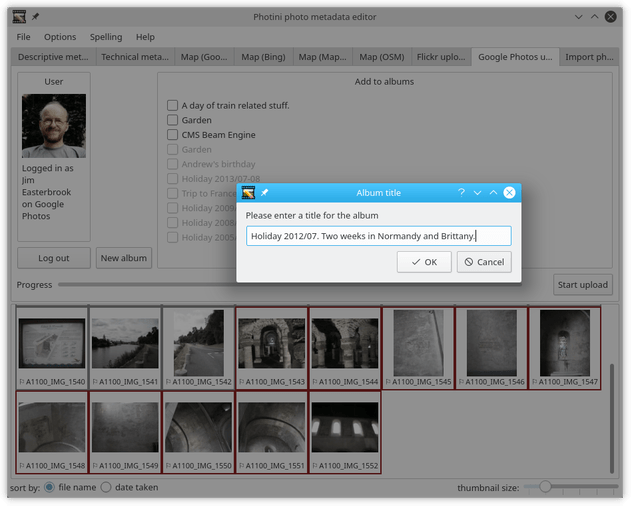 Photini photo metadata editor
File Options Spelling Help
Descriptive met... Technical meta... Map (Goo... Map (Bing) Map (Map... Map (OSM) Flickr uplo... Google Photos u... Import ph...
User
Add to albums
A day of train related stuff.
Garden
CMS Beam Engine
Garden
Andrew's birthday
Holiday 2013/07-08
Trip to France
Holiday 2009
Holiday 2008
Holiday 2005
Logged in as
Jim
Easterbrook
on Google
Photos
Album title
Please enter a title for the album
Holiday 2012/07. Two weeks in Normandy and Brittany.
OK Cancel
Log out New album
Progress
Start upload
A1100_IMG_1540 A1100_IMG_1541 A1100_IMG_1542 A1100_IMG_1543 A1100_IMG_1544 A1100_IMG_1545 A1100_IMG_1546 A1100_IMG_1547
A1100_IMG_1548 A1100_IMG_1549 A1100_IMG_1550 A1100_IMG_1551 A1100_IMG_1552
sort by: file name date taken thumbnail size: